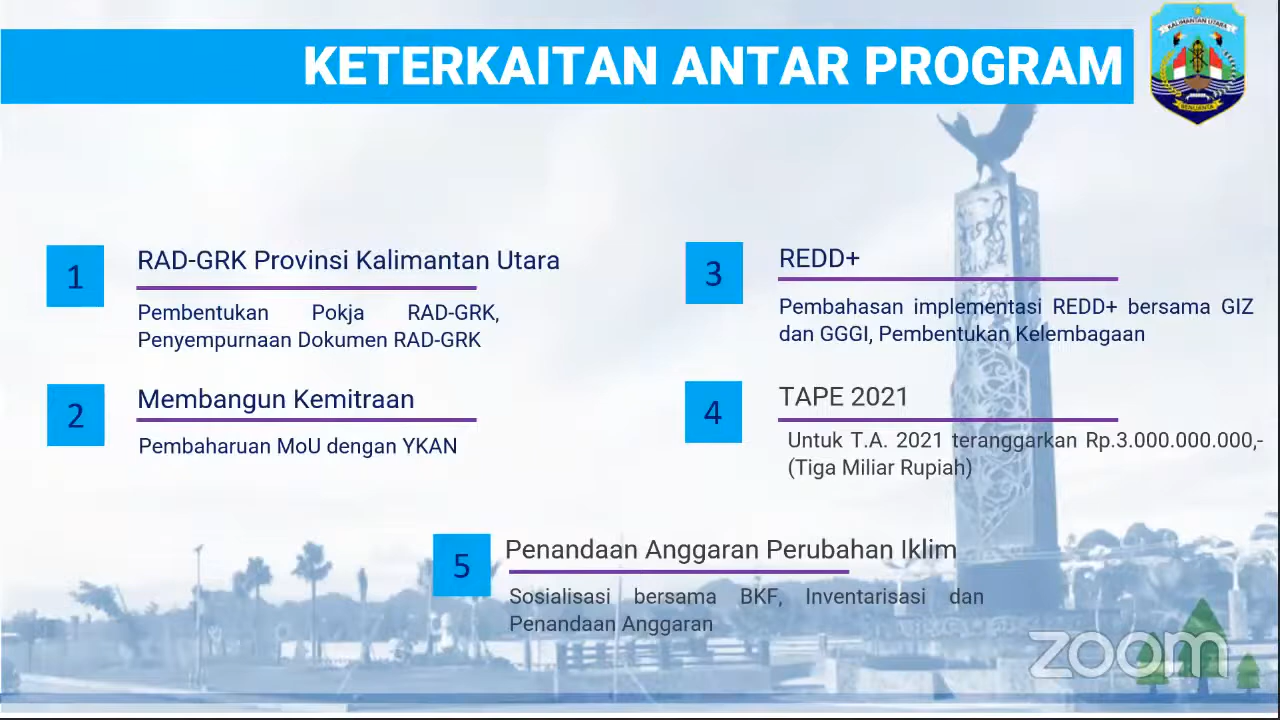 KETERKAITAN ANTAR PROGRAM
KALIMANTAN UTARA
BENUANTA
1
RAD-GRK Provinsi Kalimantan Utara
Pembentukan Pokja RAD-GRK,
Penyempurnaan Dokumen RAD-GRK
2
Membangun Kemitraan
Pembaharuan MoU dengan YKAN
3
REDD+
Pembahasan implementasi REDD+ bersama GIZ
dan GGGI, Pembentukan Kelembagaan
4
TAPE 2021
Untuk T.A. 2021 teranggarkan Rp.3.000.000.000,-
(Tiga Miliar Rupiah)
5
Penandaan Anggaran Perubahan Iklim
Sosialisasi bersama BKF, Inventarisasi dan
Penandaan Anggaran
zoom